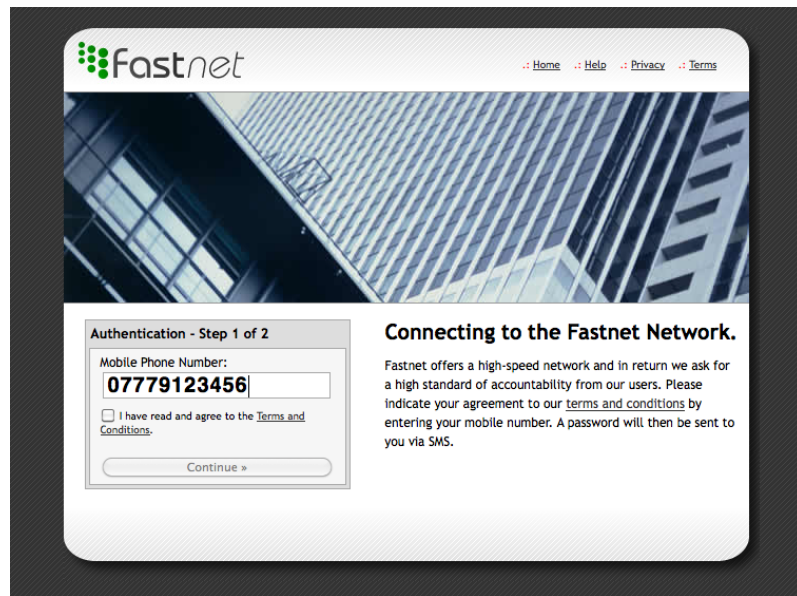 Fastnet
.: Home .: Help .: Privacy .: Terms
Authentication - Step 1 of 2
Mobile Phone Number:
07779123456
I have read and agree to the Terms and
Conditions.
Continue »
Connecting to the Fastnet Network.
Fastnet offers a high-speed network and in return we ask for
a high standard of accountability from our users. Please
indicate your agreement to our terms and conditions by
entering your mobile number. A password will then be sent to
you via SMS.